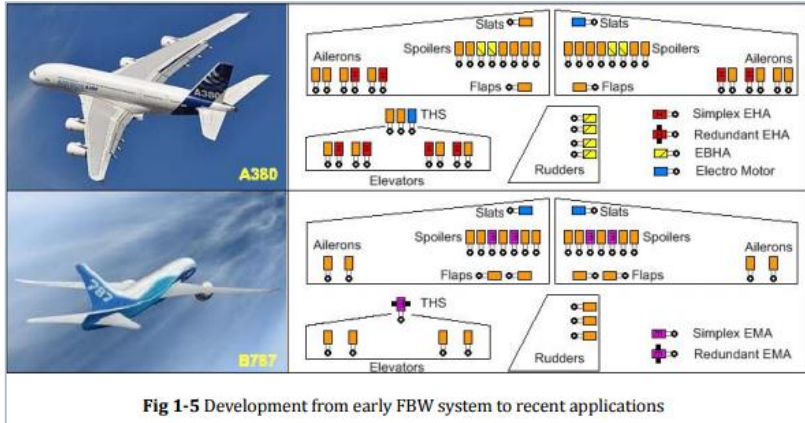 Slats
Slats
Spoilers
Spoilers
Ailerons
Ailerons
Flaps
Flaps
A380
THS
Elevators
Rudders
Simplex EHA
Redundant EHA
EBHA
Electro Motor
A380
Slats
Slats
Spoilers
Spoilers
Ailerons
Ailerons
Flaps
Flaps
787
THS
Elevators
Rudders
Simplex EMA
Redundant EMA
B787
Fig 1-5 Development from early FBW system to recent applications